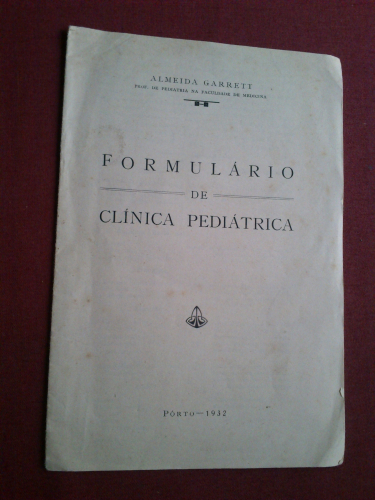 ALMEIDA GARRETT
PROF. DE PEDIATRIA NA FACULDADE DE MEDICINA
FORMULÁRIO
DE
CLÍNICA PEDIÁTRICA
PÔRTO—1932